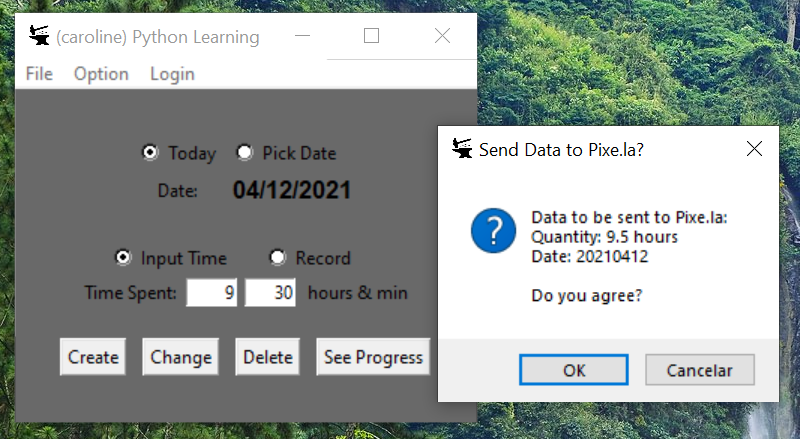 (caroline) Python Learning
File Option Login
Today Pick Date
Date: 04/12/2021
Input Time Record
Time Spent: 9 30 hours & min
Create Change Delete See Progress
Send Data to Pixe.la?
Data to be sent to Pixe.la:
Quantity: 9.5 hours
Date: 20210412
Do you agree?
OK Cancelar